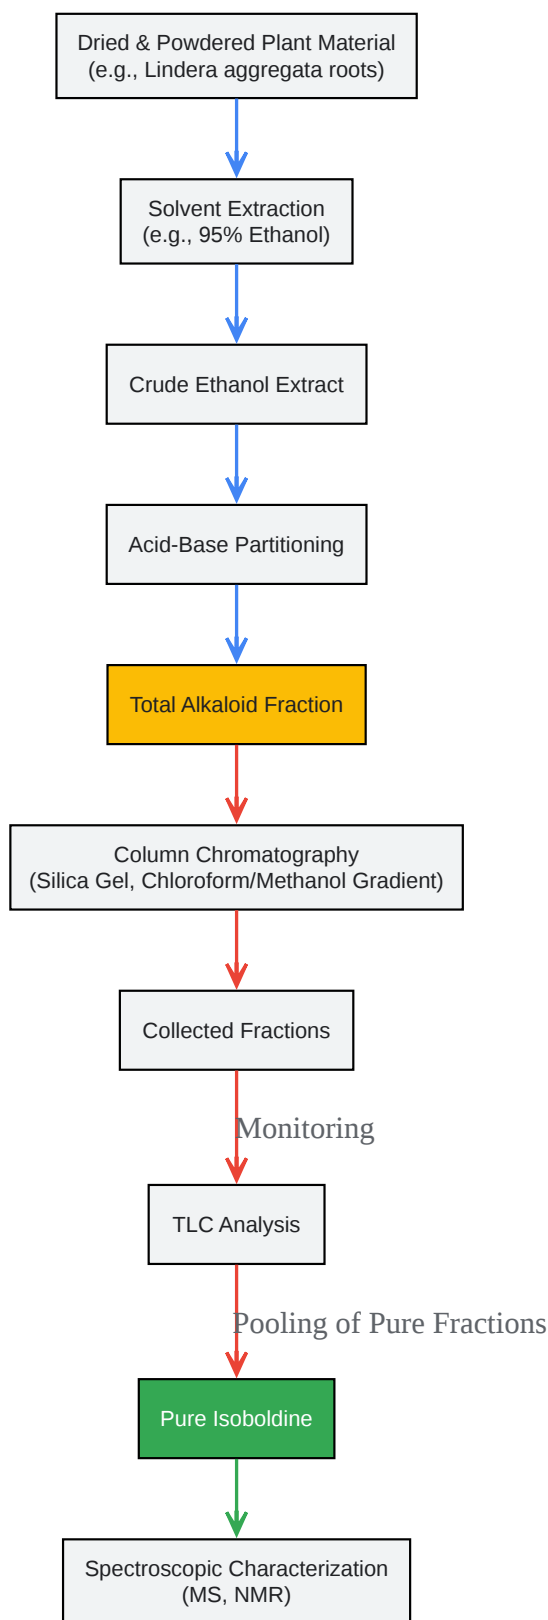 Dried & Powdered Plant Material
(e.g., Lindera aggregata roots)
Solvent Extraction
(e.g., 95% Ethanol)
Crude Ethanol Extract
Acid-Base Partitioning
Total Alkaloid Fraction
Column Chromatography
(Silica Gel, Chloroform/Methanol Gradient)
Collected Fractions
Monitoring
TLC Analysis
Pooling of Pure Fractions
Pure Isoboldine
Spectroscopic Characterization
(MS, NMR)